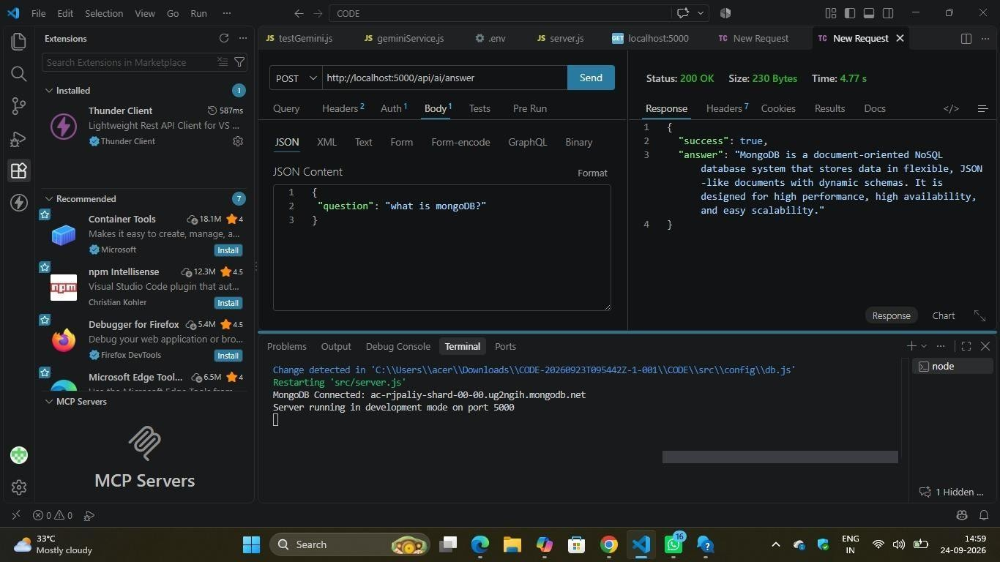 File Edit Selection View Go Run ···
CODE
Extensions
Search Extensions in Marketplace
Installed 1
Thunder Client 587ms
Lightweight Rest API Client for VS ...
Thunder Client
Recommended 7
Container Tools 18.1M 4
Makes it easy to create, manage, a...
Microsoft Install
npm Intellisense 12.3M 4.5
Visual Studio Code plugin that aut...
Christian Kohler Install
Debugger for Firefox 5.4M 4.5
Debug your web application or bro...
Firefox DevTools Install
Microsoft Edge Tool... 6.5M 4
Use the Microsoft Edge Tools from
MCP Servers
MCP Servers
JS testGemini.js JS geminiService.js .env JS server.js GET localhost:5000 TC New Request TC New Request
POST http://localhost:5000/api/ai/answer Send
Query Headers 2 Auth 1 Body 1 Tests Pre Run
JSON XML Text Form Form-encode GraphQL Binary
JSON Content Format
1 {
2 "question": "what is mongoDB?"
3 }
Status: 200 OK Size: 230 Bytes Time: 4.77 s
Response Headers 7 Cookies Results Docs </>
1 {
2 "success": true,
3 "answer": "MongoDB is a document-oriented NoSQL
database system that stores data in flexible, JSON
-like documents with dynamic schemas. It is
designed for high performance, high availability,
and easy scalability."
4 }
Response Chart
Problems Output Debug Console Terminal Ports
Change detected in 'C:\\Users\\acer\\Downloads\\CODE-20260923T095442Z-1-001\\CODE\\src\\config\\db.js'
Restarting 'src/server.js'
MongoDB Connected: ac-rjpaliy-shard-00-00.ug2ngih.mongodb.net
Server running in development mode on port 5000
node
1 Hidden ...
0 0
33°C
Mostly cloudy
Search
16
ENG
IN
14:59
24-09-2026